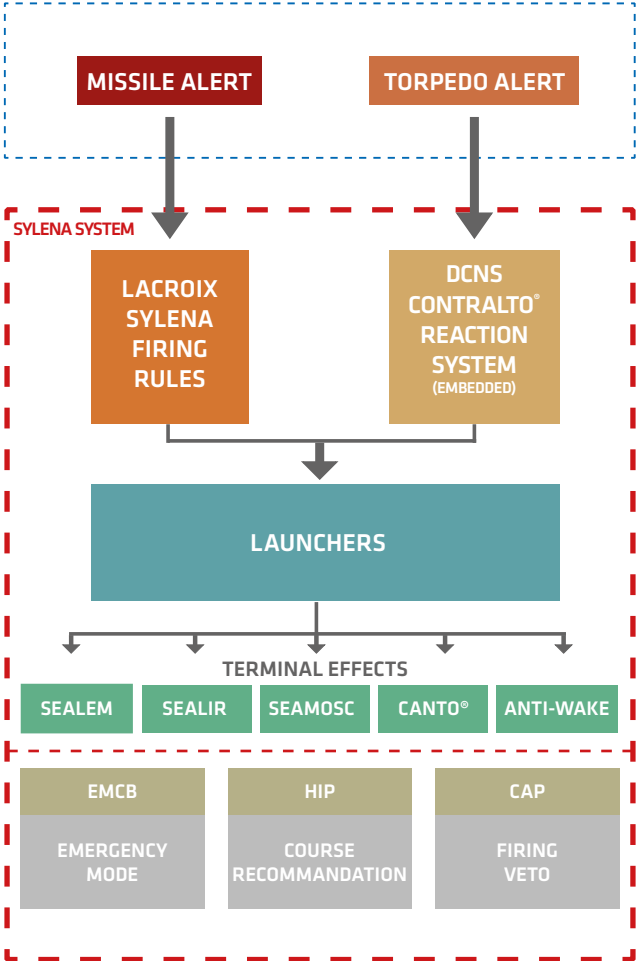 MISSILE ALERT
TORPEDO ALERT
SYLENA SYSTEM
LACROIX
SYLENA
FIRING
RULES
DCNS
CONTRALTO®
REACTION
SYSTEM
(EMBEDDED)
LAUNCHERS
TERMINAL EFFECTS
SEALEM
SEALIR
SEAMOSC
CANTO®
ANTI-WAKE
EMCB
EMERGENCY
MODE
HIP
COURSE
RECOMMANDATION
CAP
FIRING
VETO